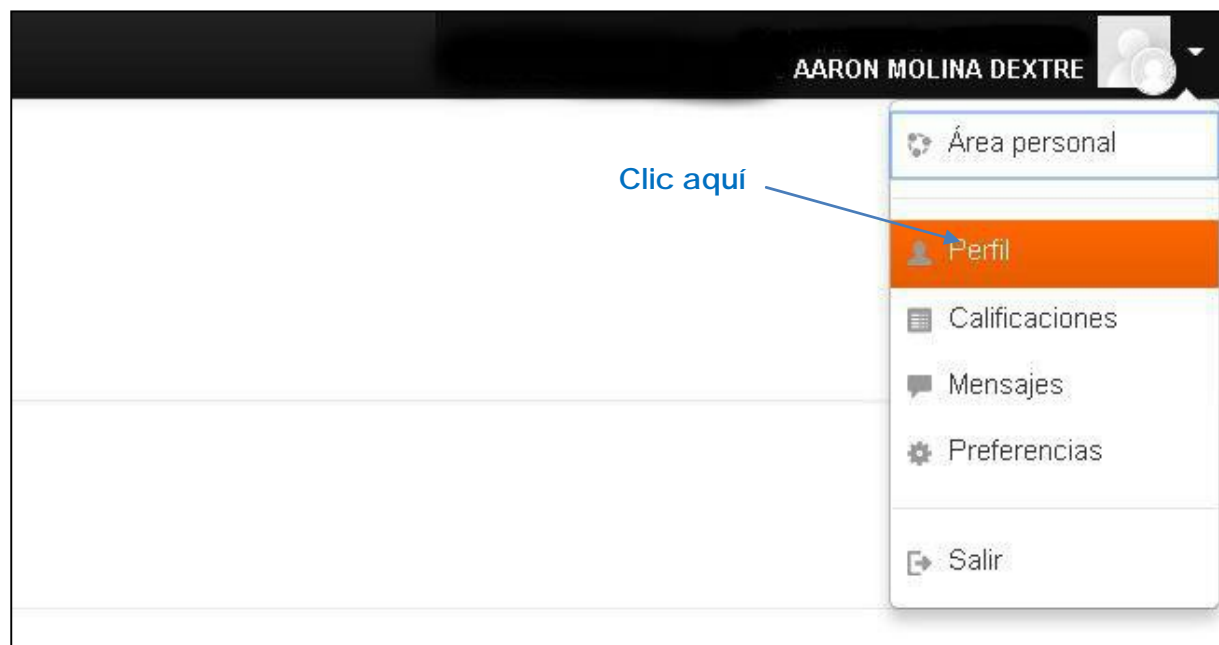 AARON MOLINA DEXTRE
Área personal
Clic aquí
Perfil
Calificaciones
Mensajes
Preferencias
Salir